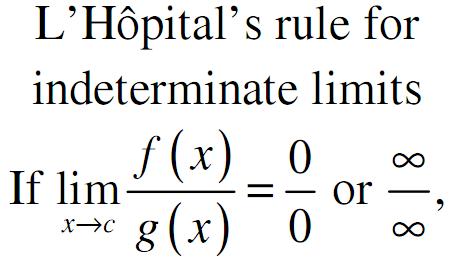 L’Hôpital’s rule for
indeterminate limits
If lim x→c f(x)/g(x) = 0/0 or ∞/∞,